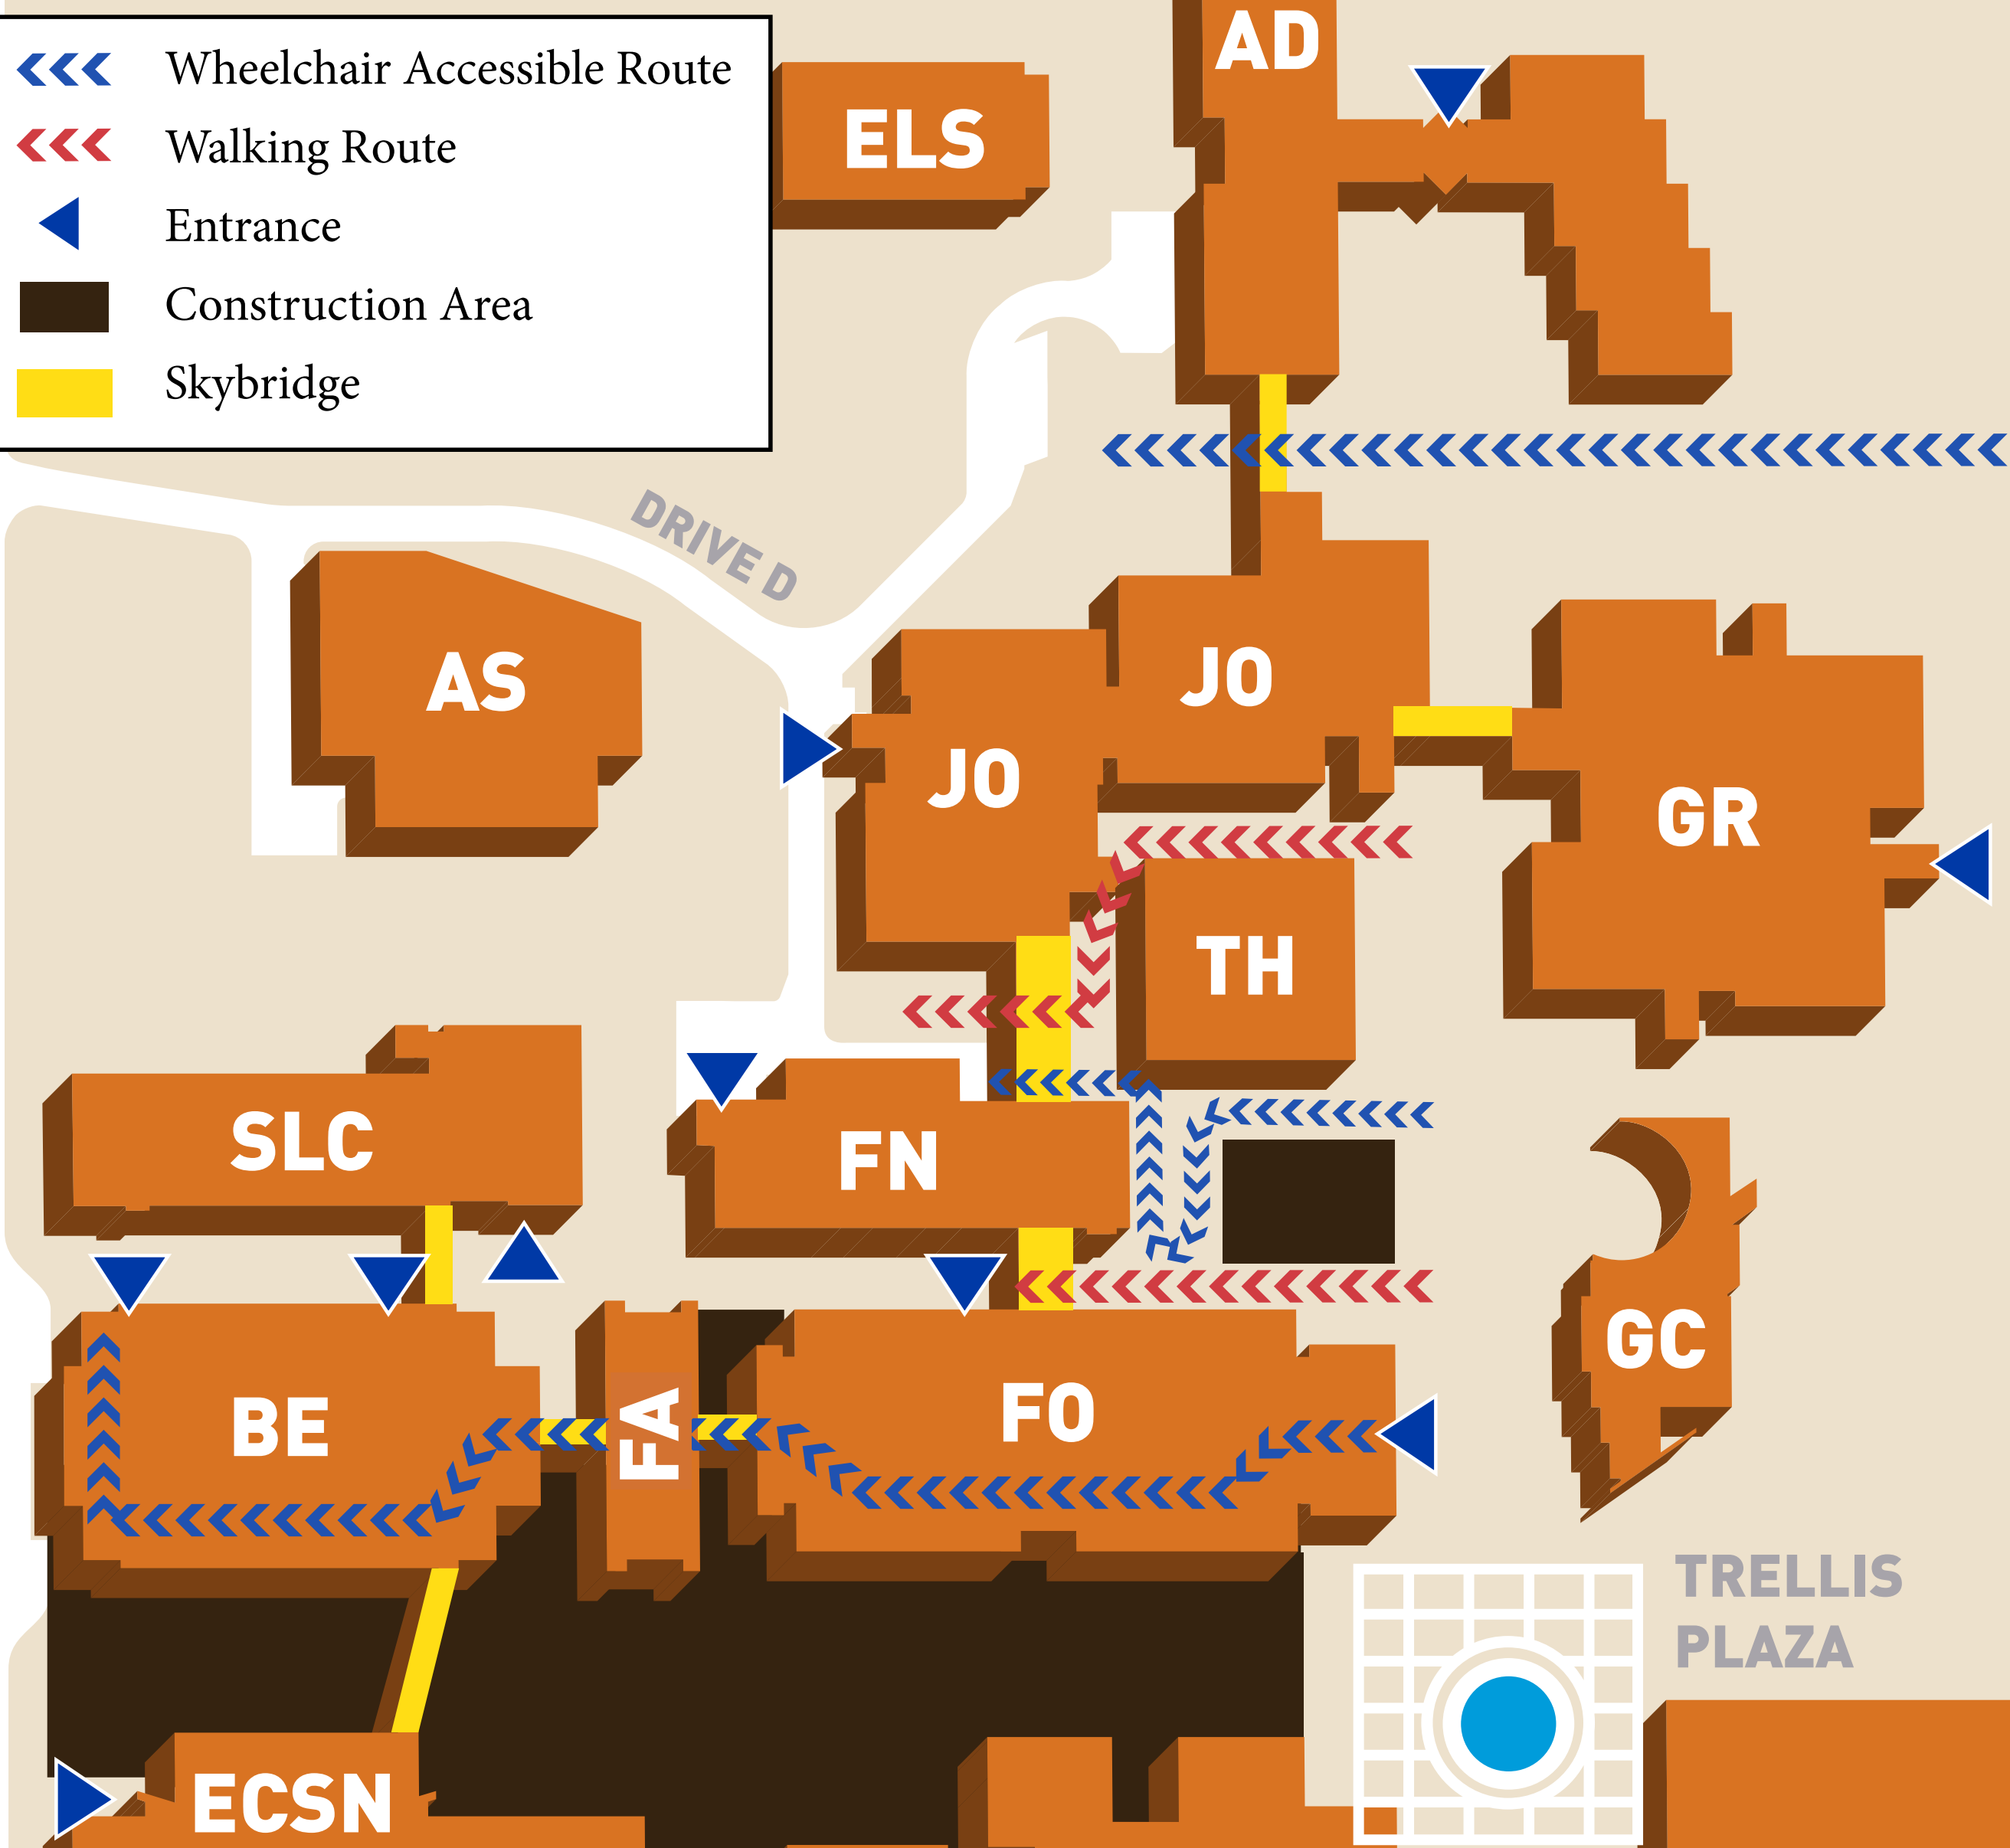 Wheelchair Accessible Route
Walking Route
Entrance
Construction Area
Skybridge
AD
ELS
DRIVE D
AS
JO
JO
GR
TH
SLC
FN
GC
BE
FA
FO
TRELLIS
PLAZA
ECSN